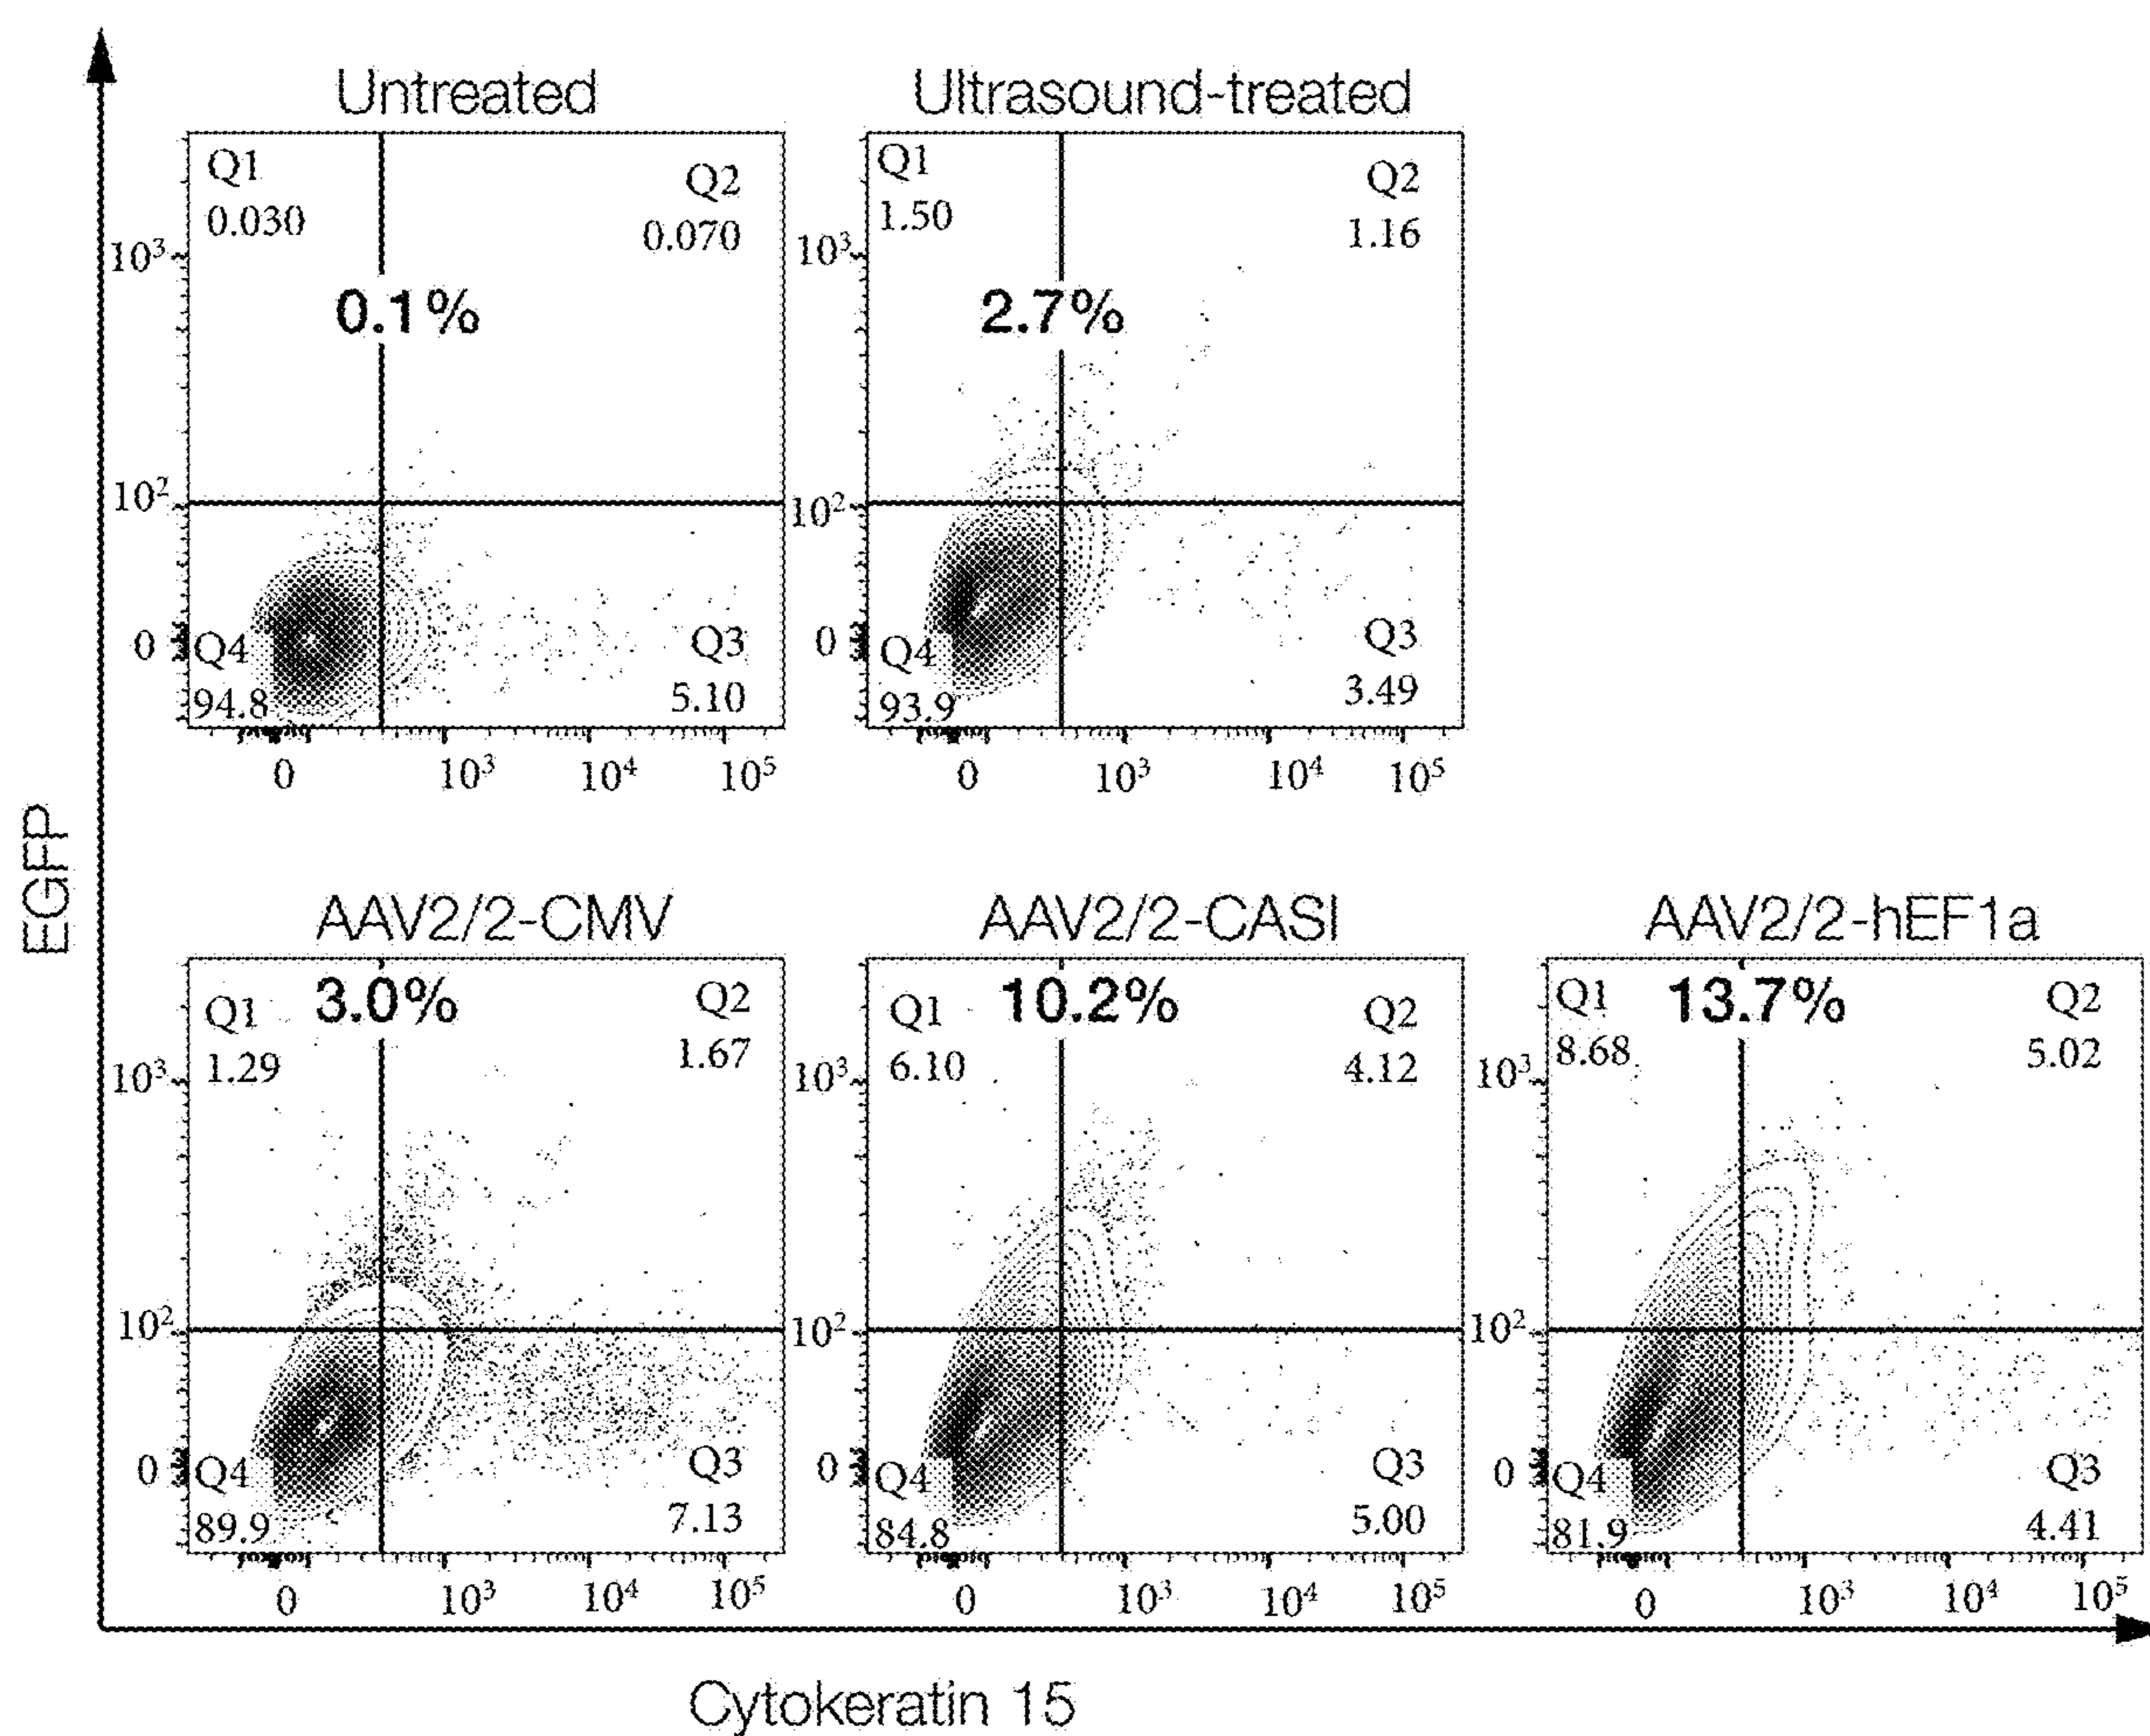 Untreated
Q1
0.030
Q2
0.070
0.1%
10³
10²
0
Q4
94.8
Q3
5.10
0 10³ 10⁴ 10⁵
Ultrasound-treated
Q1
1.50
Q2
1.16
2.7%
10³
10²
0
Q4
93.9
Q3
3.49
0 10³ 10⁴ 10⁵
EGFP
AAV2/2-CMV
Q1
1.29
3.0%
Q2
1.67
10³
10²
0
Q4
89.9
Q3
7.13
0 10³ 10⁴ 10⁵
AAV2/2-CASI
Q1
6.10
10.2%
Q2
4.12
10³
10²
0
Q4
84.8
Q3
5.00
0 10³ 10⁴ 10⁵
AAV2/2-hEF1a
Q1
8.68
13.7%
Q2
5.02
10³
10²
0
Q4
81.9
Q3
4.41
0 10³ 10⁴ 10⁵
Cytokeratin 15